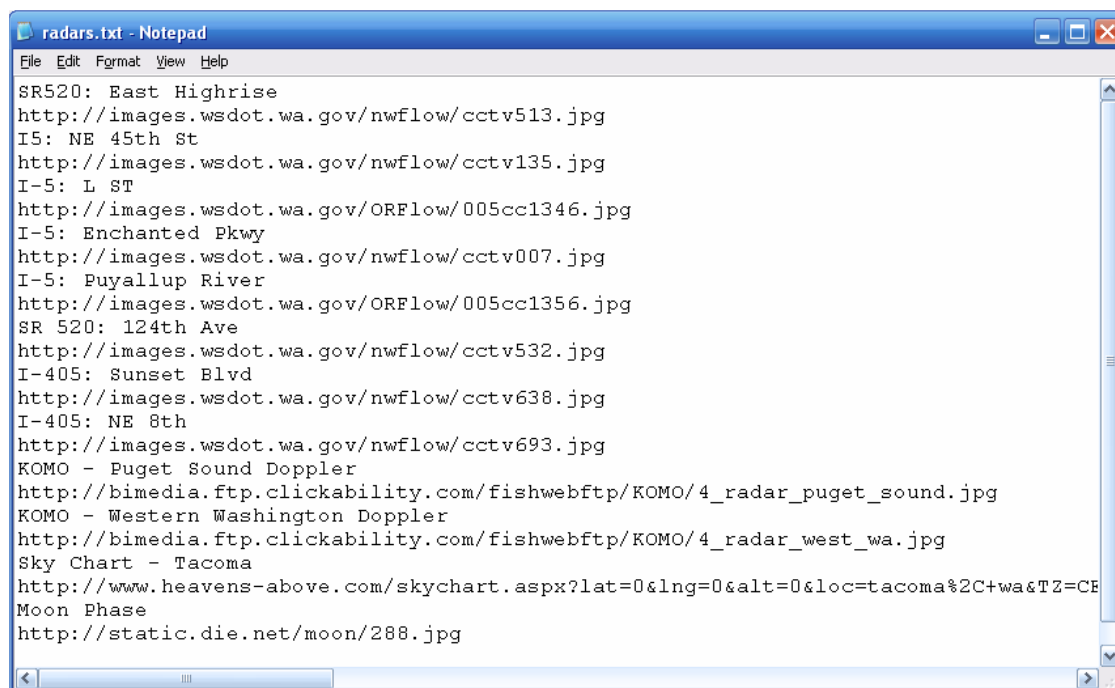 radars.txt - Notepad
File Edit Format View Help
SR520: East Highrise
http://images.wsdot.wa.gov/nwflow/cctv513.jpg
I5: NE 45th St
http://images.wsdot.wa.gov/nwflow/cctv135.jpg
I-5: L ST
http://images.wsdot.wa.gov/ORFlow/005cc1346.jpg
I-5: Enchanted Pkwy
http://images.wsdot.wa.gov/nwflow/cctv007.jpg
I-5: Puyallup River
http://images.wsdot.wa.gov/ORFlow/005cc1356.jpg
SR 520: 124th Ave
http://images.wsdot.wa.gov/nwflow/cctv532.jpg
I-405: Sunset Blvd
http://images.wsdot.wa.gov/nwflow/cctv638.jpg
I-405: NE 8th
http://images.wsdot.wa.gov/nwflow/cctv693.jpg
KOMO - Puget Sound Doppler
http://bimedia.ftp.clickability.com/fishwebftp/KOMO/4_radar_puget_sound.jpg
KOMO - Western Washington Doppler
http://bimedia.ftp.clickability.com/fishwebftp/KOMO/4_radar_west_wa.jpg
Sky Chart - Tacoma
http://www.heavens-above.com/skychart.aspx?lat=0&lng=0&alt=0&loc=tacoma%2C+wa&TZ=CE
Moon Phase
http://static.die.net/moon/288.jpg